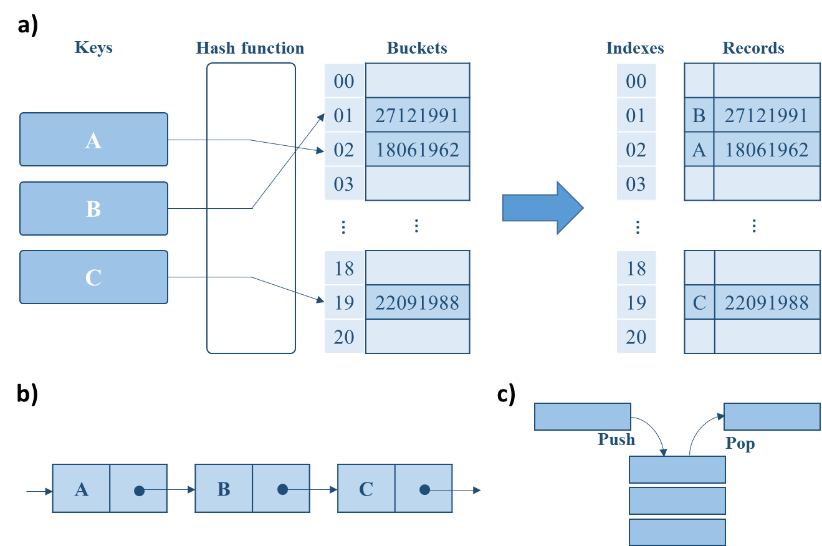 a)
Keys Hash function Buckets Indexes Records
00 00
01 27121991 01 B 27121991
A 02 18061962 02 A 18061962
03 03
B
⋮ ⋮ ⋮ ⋮
C 18 18
19 22091988 19 C 22091988
20 20
b)
A B C
c)
Push Pop